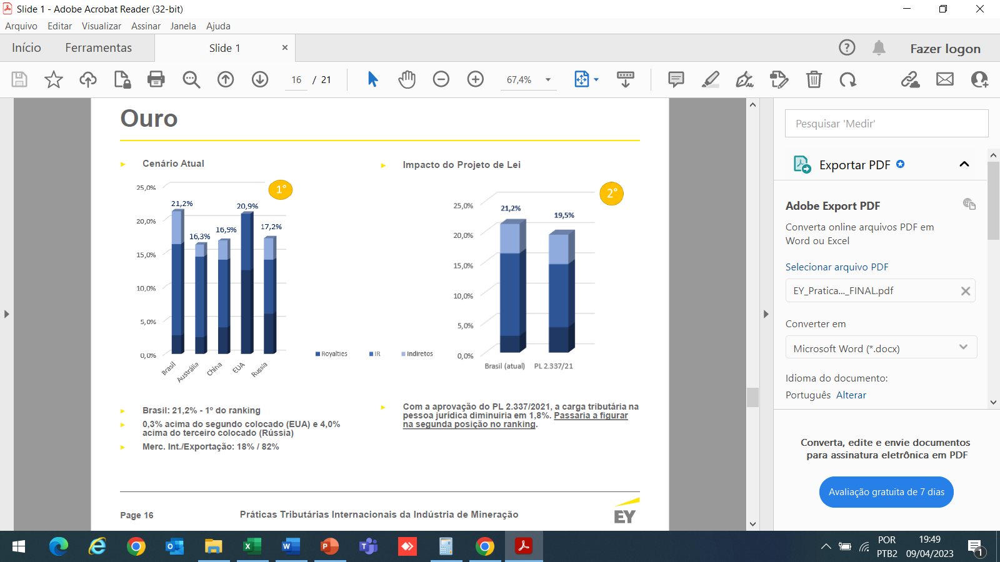 Slide 1 - Adobe Acrobat Reader (32-bit)
Arquivo Editar Visualizar Assinar Janela Ajuda
Início Ferramentas Slide 1 × Fazer logon
16 / 21 67,4%
Ouro
Cenário Atual
25,0%
20,0%
15,0%
10,0%
5,0%
0,0%
21,2%
16,3%
16,9%
20,9%
17,2%
1°
Brasil
Austrália
China
EUA
Russia
Royalties IR Indiretos
Impacto do Projeto de Lei
25,0%
20,0%
15,0%
10,0%
5,0%
0,0%
21,2%
19,5%
2°
Brasil (atual) PL 2.337/21
Brasil: 21,2% - 1º do ranking
0,3% acima do segundo colocado (EUA) e 4,0%
acima do terceiro colocado (Rússia)
Merc. Int./Exportação: 18% / 82%
Com a aprovação do PL 2.337/2021, a carga tributária na
pessoa jurídica diminuiria em 1,8%. Passaria a figurar
na segunda posição no ranking.
Page 16
Práticas Tributárias Internacionais da Indústria de Mineração
EY
Pesquisar 'Medir'
Exportar PDF
Adobe Export PDF
Converta online arquivos PDF em
Word ou Excel
Selecionar arquivo PDF
EY_Pratica..._FINAL.pdf
Converter em
Microsoft Word (*.docx)
Idioma do documento:
Português Alterar
Converta, edite e envie documentos
para assinatura eletrônica em PDF
Avaliação gratuita de 7 dias
POR
PTB2
19:49
09/04/2023
1